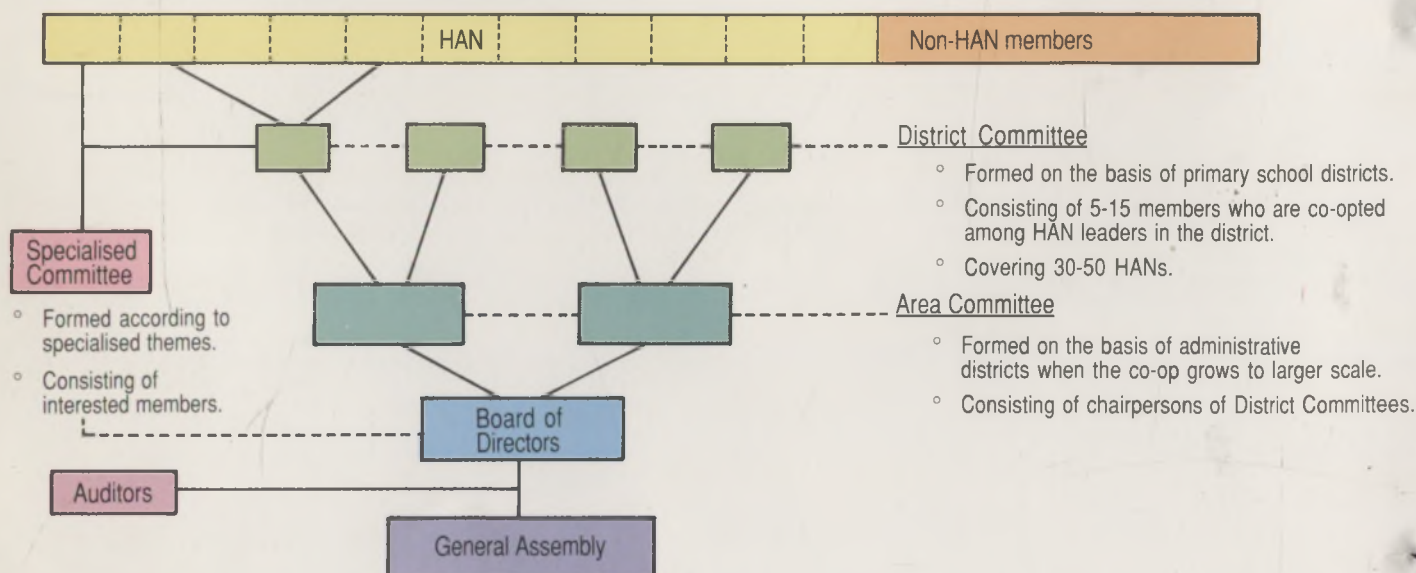 HAN
Non-HAN members
District Committee
° Formed on the basis of primary school districts.
° Consisting of 5-15 members who are co-opted
among HAN leaders in the district.
° Covering 30-50 HANs.
Specialised
Committee
° Formed according to
specialised themes.
° Consisting of
interested members.
Area Committee
° Formed on the basis of administrative
districts when the co-op grows to larger scale.
° Consisting of chairpersons of District Committees.
Board of
Directors
Auditors
General Assembly